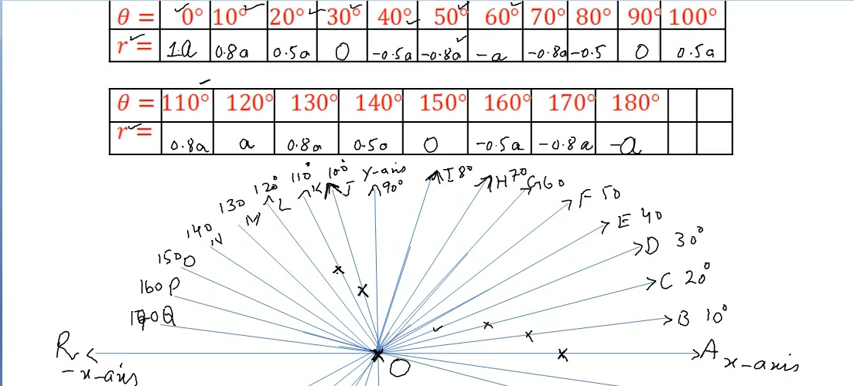 θ = 0° 10° 20° 30° 40° 50° 60° 70° 80° 90° 100°
r = 1a 0.8a 0.5a 0 -0.5a -0.8a -a -0.8a -0.5 0 0.5a
θ = 110° 120° 130° 140° 150° 160° 170° 180°
r = 0.8a a 0.8a 0.5a 0 -0.5a -0.8a -a
120° 110° 100° Y-axis I 80 H 70 G 60
L K J 90°
130 M F 50
140 N E 40
150 O D 30°
160 P C 20°
Q B 10°
R A x-axis
-x-axis O